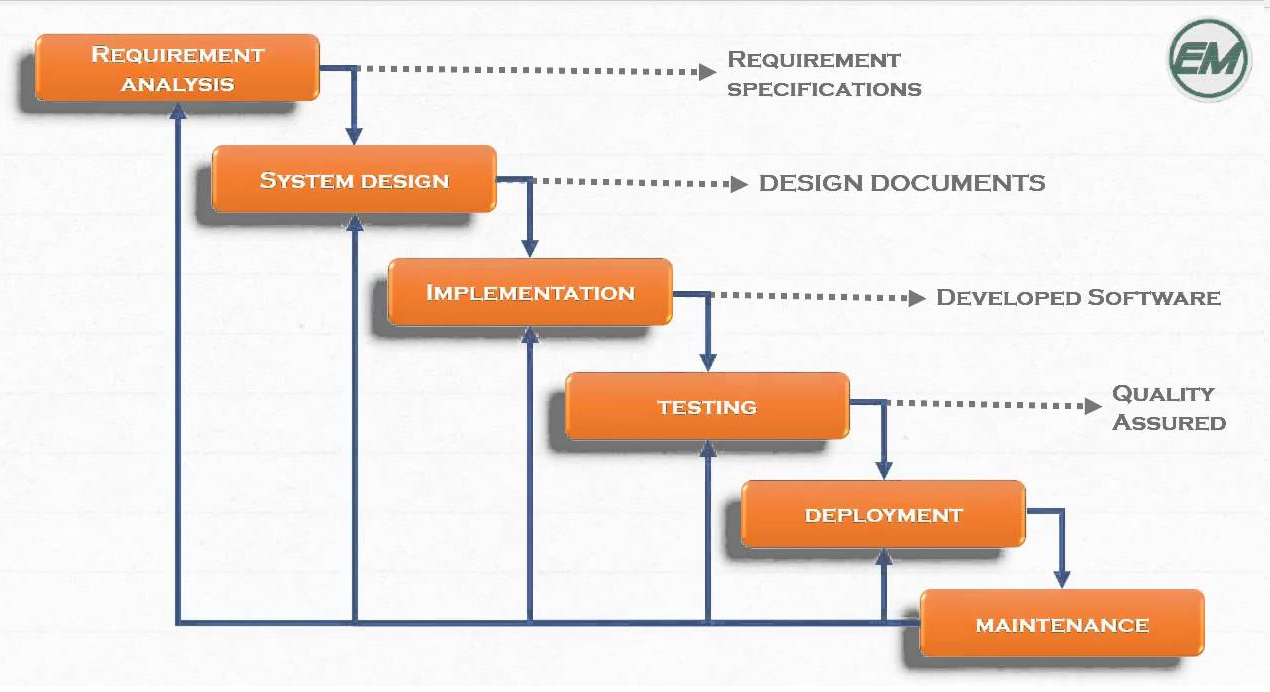 Requirement
analysis
Requirement
specifications
EM
System design
DESIGN DOCUMENTS
Implementation
Developed Software
testing
Quality
Assured
deployment
maintenance